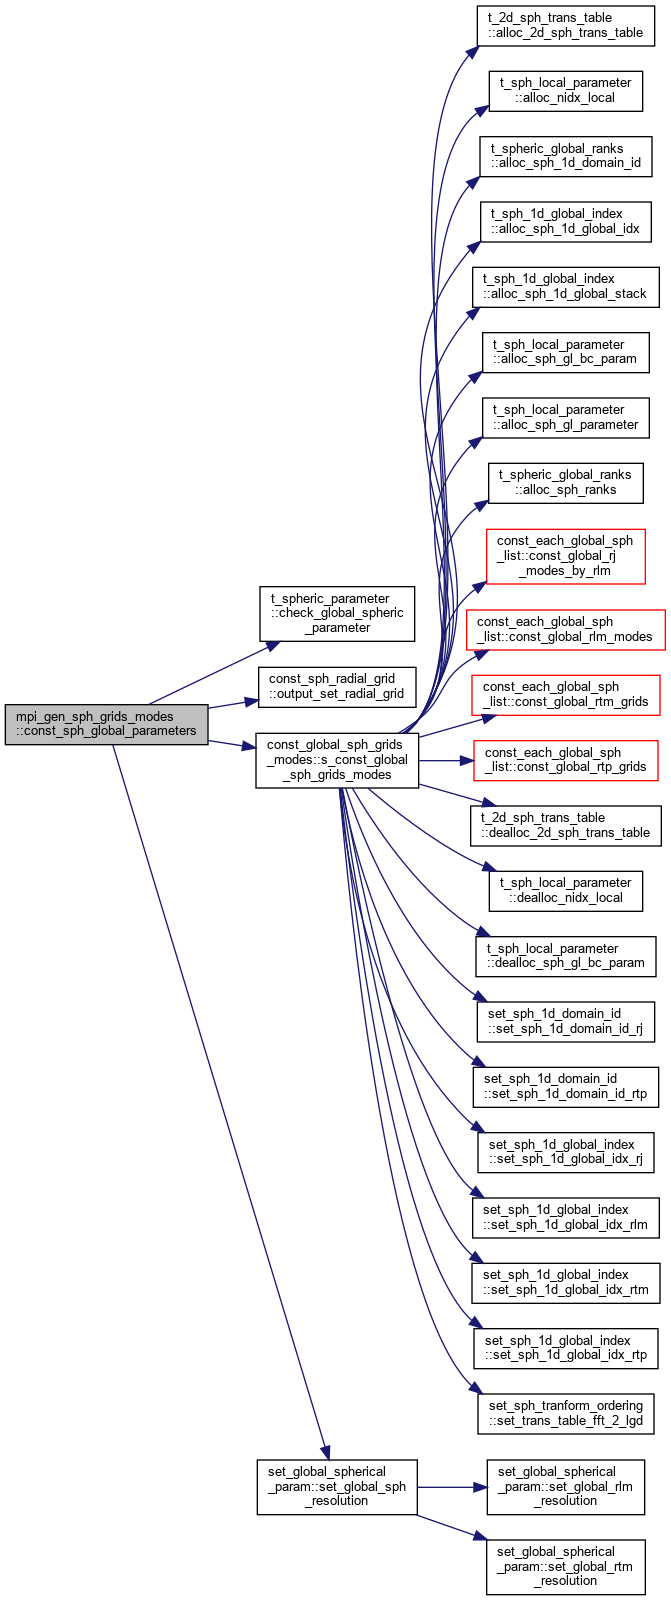 t_2d_sph_trans_table
::alloc_2d_sph_trans_table
t_sph_local_parameter
::alloc_nidx_local
t_spheric_global_ranks
::alloc_sph_1d_domain_id
t_sph_1d_global_index
::alloc_sph_1d_global_idx
t_sph_1d_global_index
::alloc_sph_1d_global_stack
t_sph_local_parameter
::alloc_sph_gl_bc_param
t_sph_local_parameter
::alloc_sph_gl_parameter
t_spheric_global_ranks
::alloc_sph_ranks
const_each_global_sph
_list::const_global_rj
_modes_by_rlm
t_spheric_parameter
::check_global_spheric
_parameter
const_each_global_sph
_list::const_global_rlm_modes
const_sph_radial_grid
::output_set_radial_grid
const_each_global_sph
_list::const_global_rtm_grids
mpi_gen_sph_grids_modes
::const_sph_global_parameters
const_global_sph_grids
_modes::s_const_global
_sph_grids_modes
const_each_global_sph
_list::const_global_rtp_grids
t_2d_sph_trans_table
::dealloc_2d_sph_trans_table
t_sph_local_parameter
::dealloc_nidx_local
t_sph_local_parameter
::dealloc_sph_gl_bc_param
set_sph_1d_domain_id
::set_sph_1d_domain_id_rj
set_sph_1d_domain_id
::set_sph_1d_domain_id_rtp
set_sph_1d_global_index
::set_sph_1d_global_idx_rj
set_sph_1d_global_index
::set_sph_1d_global_idx_rlm
set_sph_1d_global_index
::set_sph_1d_global_idx_rtm
set_sph_1d_global_index
::set_sph_1d_global_idx_rtp
set_sph_tranform_ordering
::set_trans_table_fft_2_lgd
set_global_spherical
_param::set_global_sph
_resolution
set_global_spherical
_param::set_global_rlm
_resolution
set_global_spherical
_param::set_global_rtm
_resolution